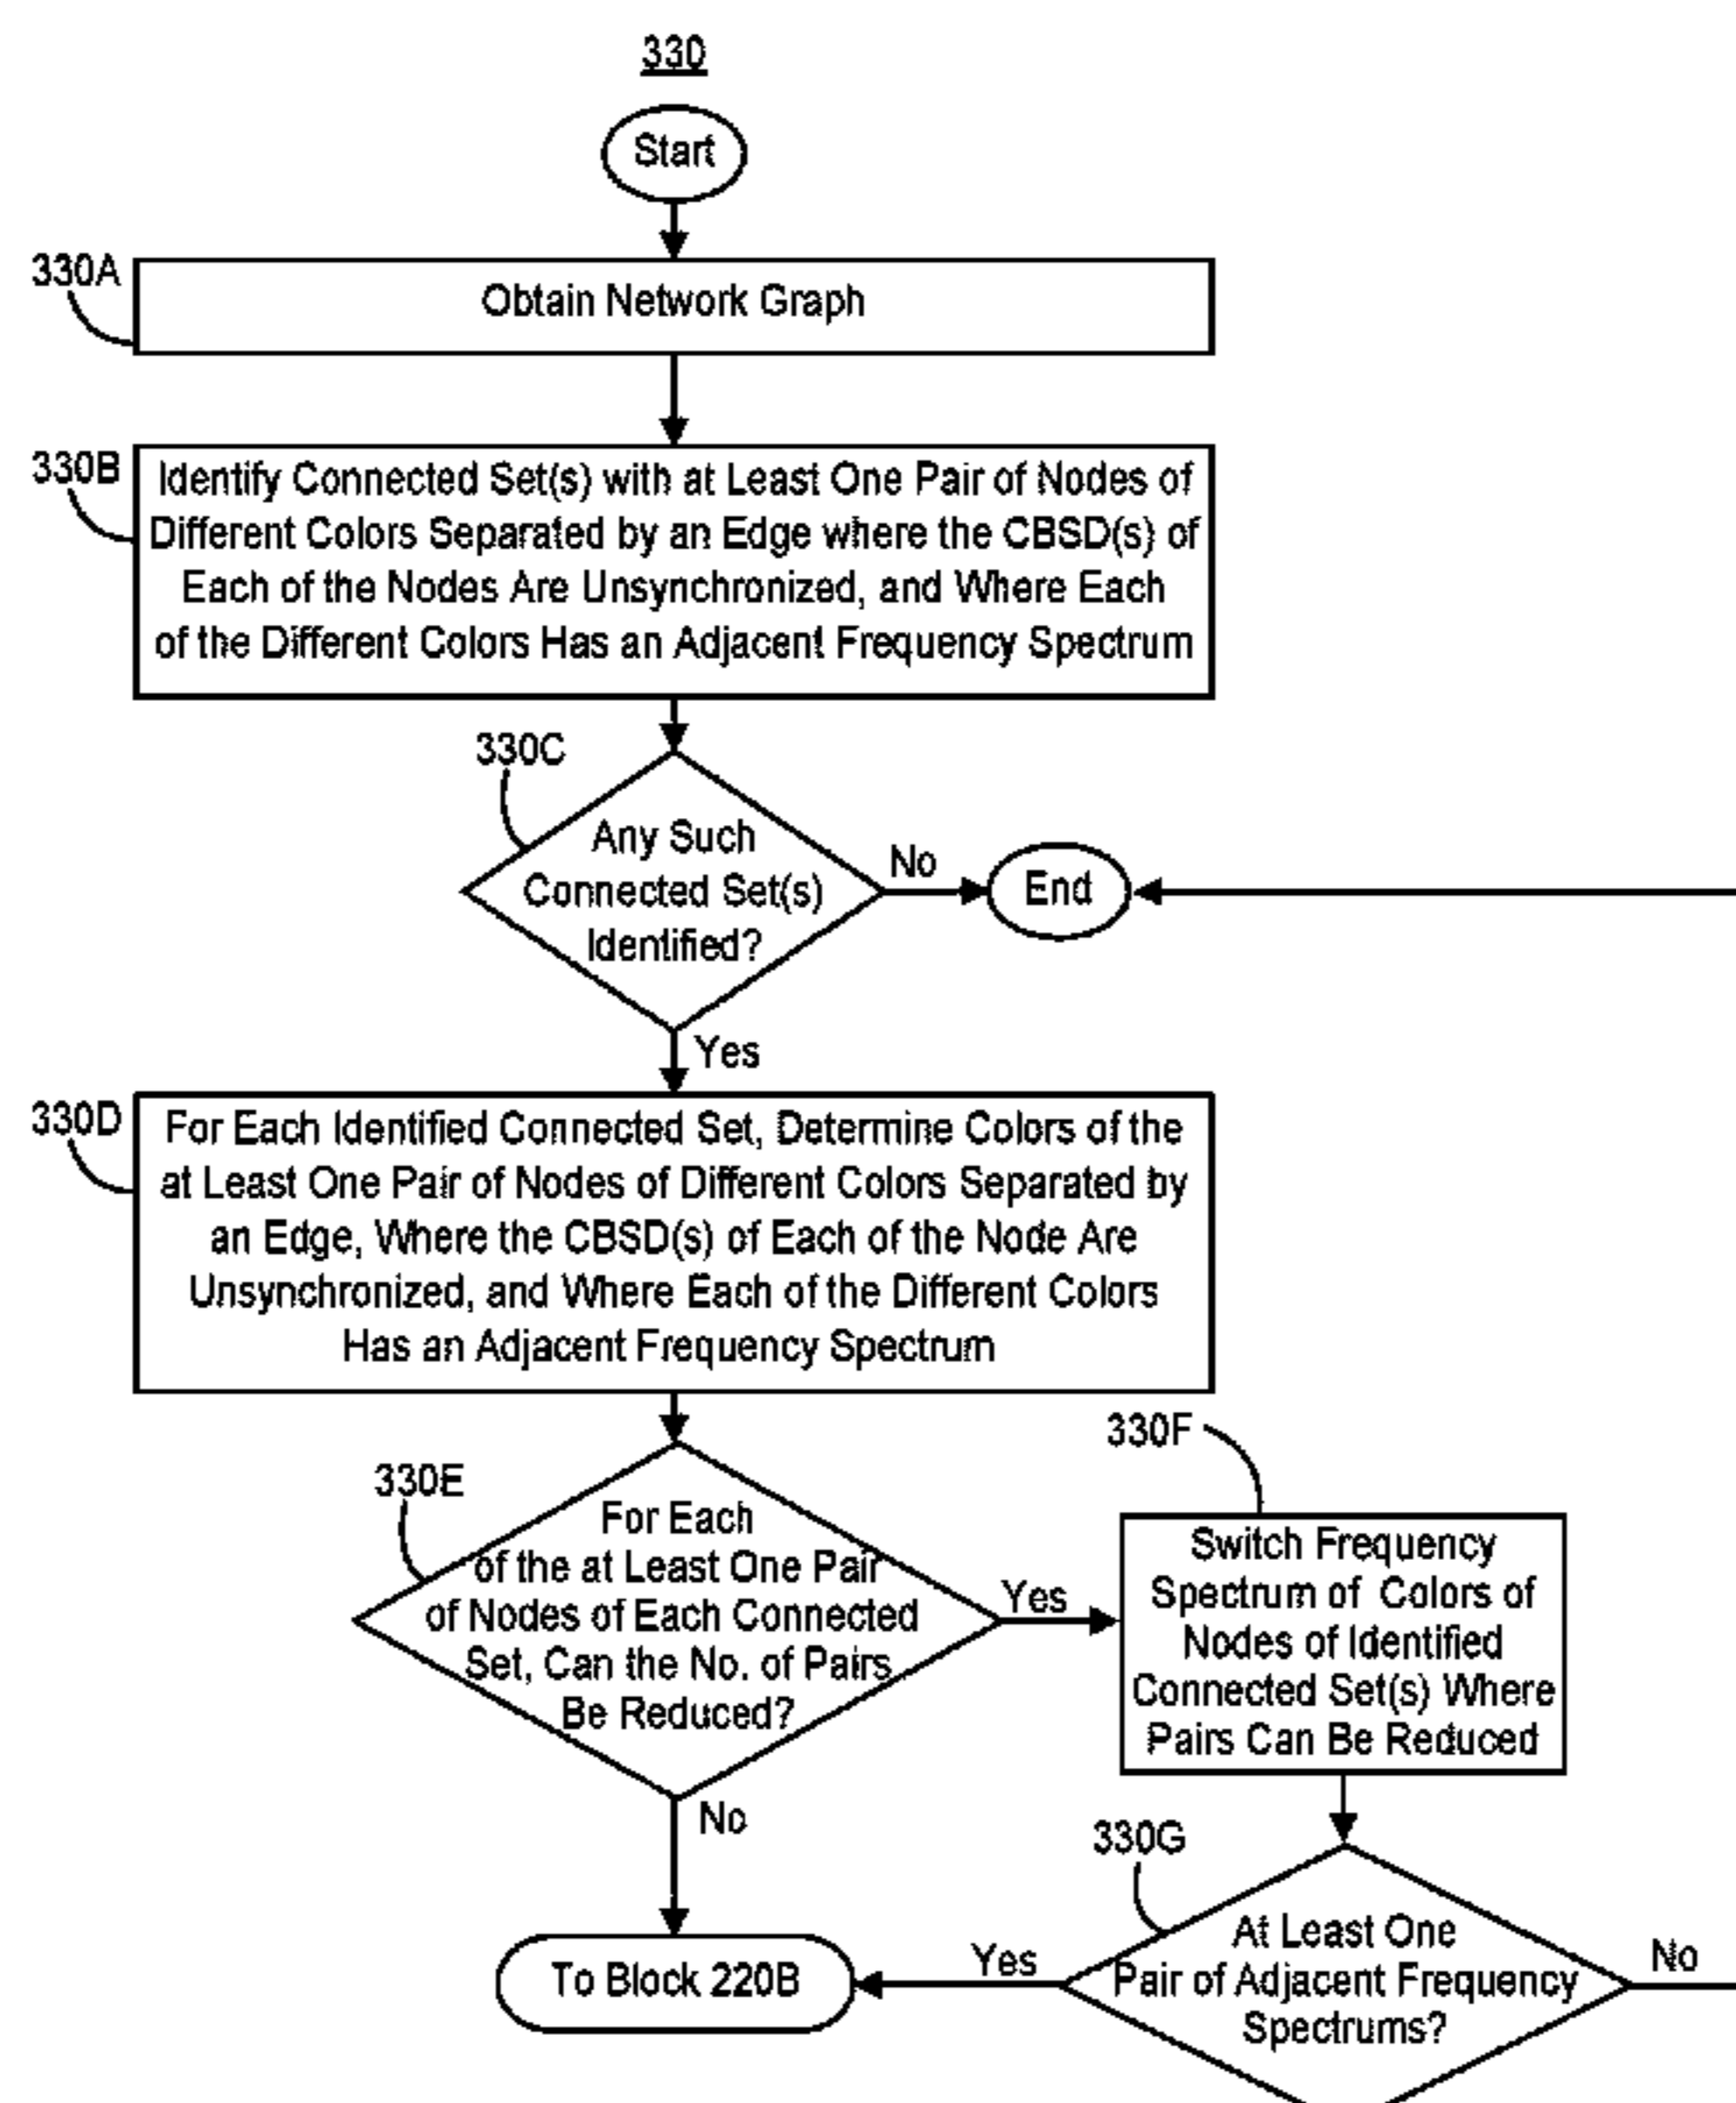 330
Start
330A
Obtain Network Graph
330B
Identify Connected Set(s) with at Least One Pair of Nodes of
Different Colors Separated by an Edge where the CBSD(s) of
Each of the Nodes Are Unsynchronized, and Where Each
of the Different Colors Has an Adjacent Frequency Spectrum
330C
Any Such
Connected Set(s)
Identified?
No
End
Yes
330D
For Each Identified Connected Set, Determine Colors of the
at Least One Pair of Nodes of Different Colors Separated by
an Edge, Where the CBSD(s) of Each of the Node Are
Unsynchronized, and Where Each of the Different Colors
Has an Adjacent Frequency Spectrum
330E
For Each
of the at Least One Pair
of Nodes of Each Connected
Set, Can the No. of Pairs
Be Reduced?
Yes
330F
Switch Frequency
Spectrum of Colors of
Nodes of Identified
Connected Set(s) Where
Pairs Can Be Reduced
No
330G
At Least One
Pair of Adjacent Frequency
Spectrums?
Yes
No
To Block 220B